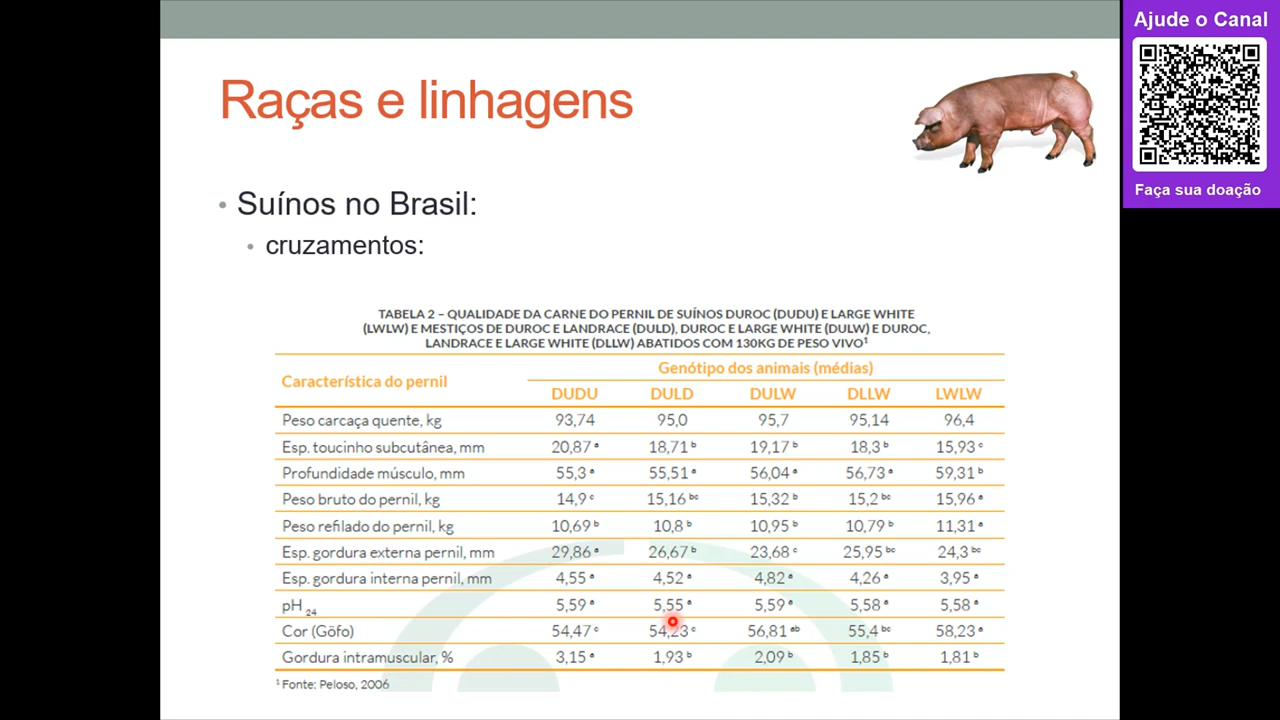 Ajude o Canal
Faça sua doação
Raças e linhagens
• Suínos no Brasil:
• cruzamentos:
TABELA 2 – QUALIDADE DA CARNE DO PERNIL DE SUÍNOS DUROC (DUDU) E LARGE WHITE
(LWLW) E MESTIÇOS DE DUROC E LANDRACE (DULD), DUROC E LARGE WHITE (DULW) E DUROC,
LANDRACE E LARGE WHITE (DLLW) ABATIDOS COM 130KG DE PESO VIVO¹
Característica do pernil Genótipo dos animais (médias)
DUDU DULD DULW DLLW LWLW
Peso carcaça quente, kg 93,74 95,0 95,7 95,14 96,4
Esp. toucinho subcutânea, mm 20,87 ᵃ 18,71 ᵇ 19,17 ᵇ 18,3 ᵇ 15,93 ᶜ
Profundidade músculo, mm 55,3 ᵃ 55,51 ᵃ 56,04 ᵃ 56,73 ᵃ 59,31 ᵇ
Peso bruto do pernil, kg 14,9 ᶜ 15,16 ᵇᶜ 15,32 ᵇ 15,2 ᵇᶜ 15,96 ᵃ
Peso refilado do pernil, kg 10,69 ᵇ 10,8 ᵇ 10,95 ᵇ 10,79 ᵇ 11,31 ᵃ
Esp. gordura externa pernil, mm 29,86 ᵃ 26,67 ᵇ 23,68 ᶜ 25,95 ᵇᶜ 24,3 ᵇᶜ
Esp. gordura interna pernil, mm 4,55 ᵃ 4,52 ᵃ 4,82 ᵃ 4,26 ᵃ 3,95 ᵃ
pH ₂₄ 5,59 ᵃ 5,55 ᵃ 5,59 ᵃ 5,58 ᵃ 5,58 ᵃ
Cor (Göfo) 54,47 ᶜ 54,23 ᶜ 56,81 ᵃᵇ 55,4 ᵇᶜ 58,23 ᵃ
Gordura intramuscular, % 3,15 ᵃ 1,93 ᵇ 2,09 ᵇ 1,85 ᵇ 1,81 ᵇ
¹ Fonte: Peloso, 2006